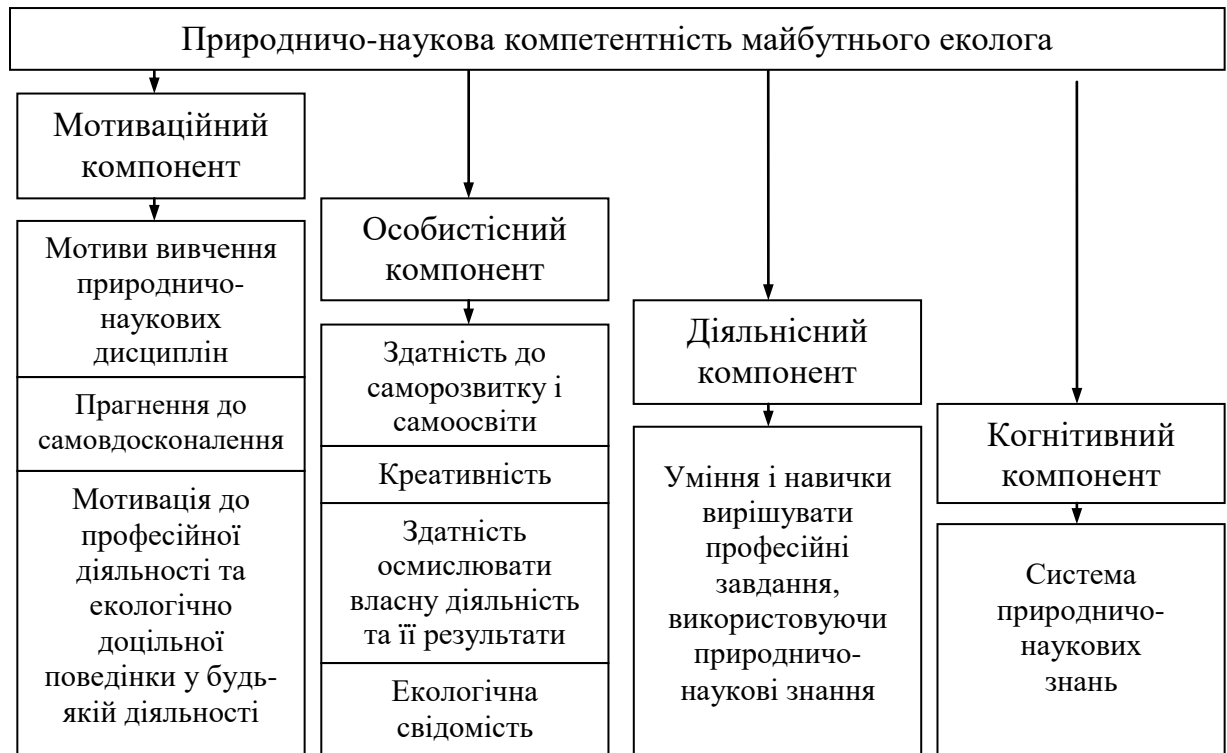 Природничо-наукова компетентність майбутнього еколога
Мотиваційний
компонент
Мотиви вивчення
природничо-
наукових
дисциплін
Прагнення до
самовдосконалення
Мотивація до
професійної
діяльності та
екологічно
доцільної
поведінки у будь-
якій діяльності
Особистісний
компонент
Здатність до
саморозвитку і
самоосвіти
Креативність
Здатність
осмислювати
власну діяльність
та її результати
Екологічна
свідомість
Діяльнісний
компонент
Уміння і навички
вирішувати
професійні
завдання,
використовуючи
природничо-
наукові знання
Когнітивний
компонент
Система
природничо-
наукових
знань